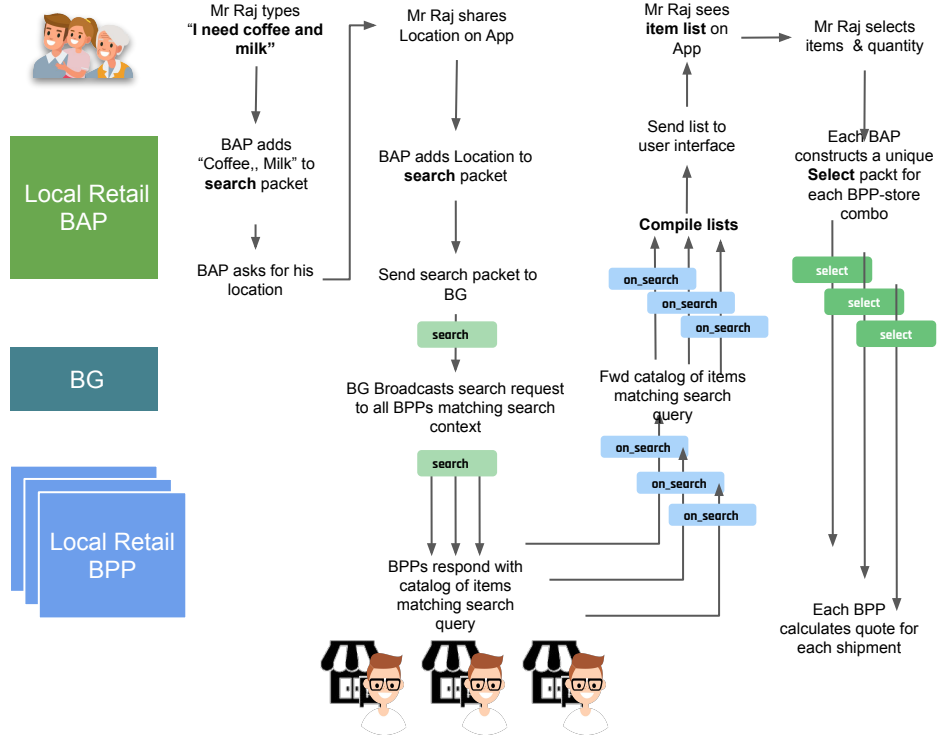 Mr Raj types
“I need coffee and
milk”
BAP adds
“Coffee,, Milk” to
search packet
BAP asks for his
location
Mr Raj shares
Location on App
BAP adds Location to
search packet
Send search packet to
BG
search
BG Broadcasts search request
to all BPPs matching search
context
search
BPPs respond with
catalog of items
matching search
query
Mr Raj sees
item list on
App
Send list to
user interface
Compile lists
on_search
on_search
on_search
Fwd catalog of items
matching search
query
on_search
on_search
on_search
Mr Raj selects
items & quantity
Each BAP
constructs a unique
Select packt for
each BPP-store
combo
select
select
select
Each BPP
calculates quote for
each shipment
Local Retail
BAP
BG
Local Retail
BPP